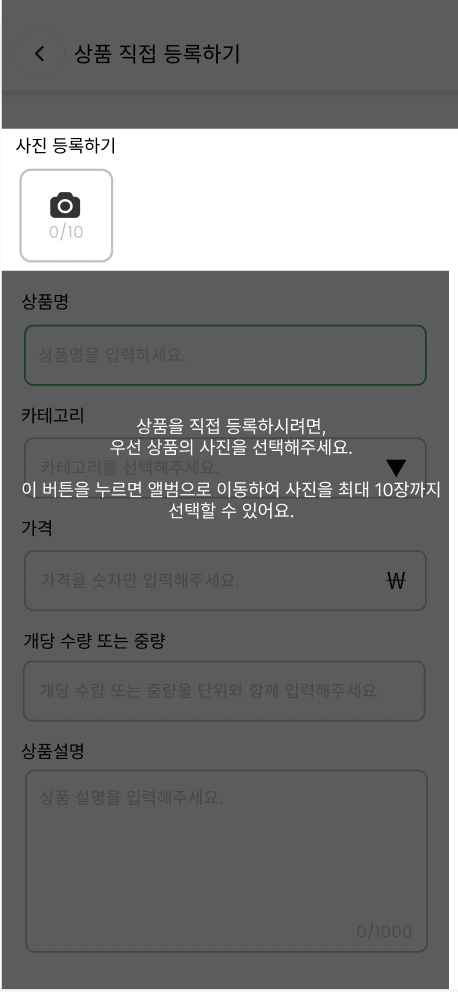 상품 직접 등록하기
사진 등록하기
0/10
상품명
상품명을 입력하세요.
카테고리
상품을 직접 등록하시려면,
우선 상품의 사진을 선택해주세요.
카테고리를 선택해주세요.
이 버튼을 누르면 앨범으로 이동하여 사진을 최대 10장까지
선택할 수 있어요.
가격
가격을 숫자만 입력해주세요.
₩
개당 수량 또는 중량
개당 수량 또는 중량을 단위와 함께 입력해주세요.
상품설명
상품 설명을 입력해주세요.
0/1000